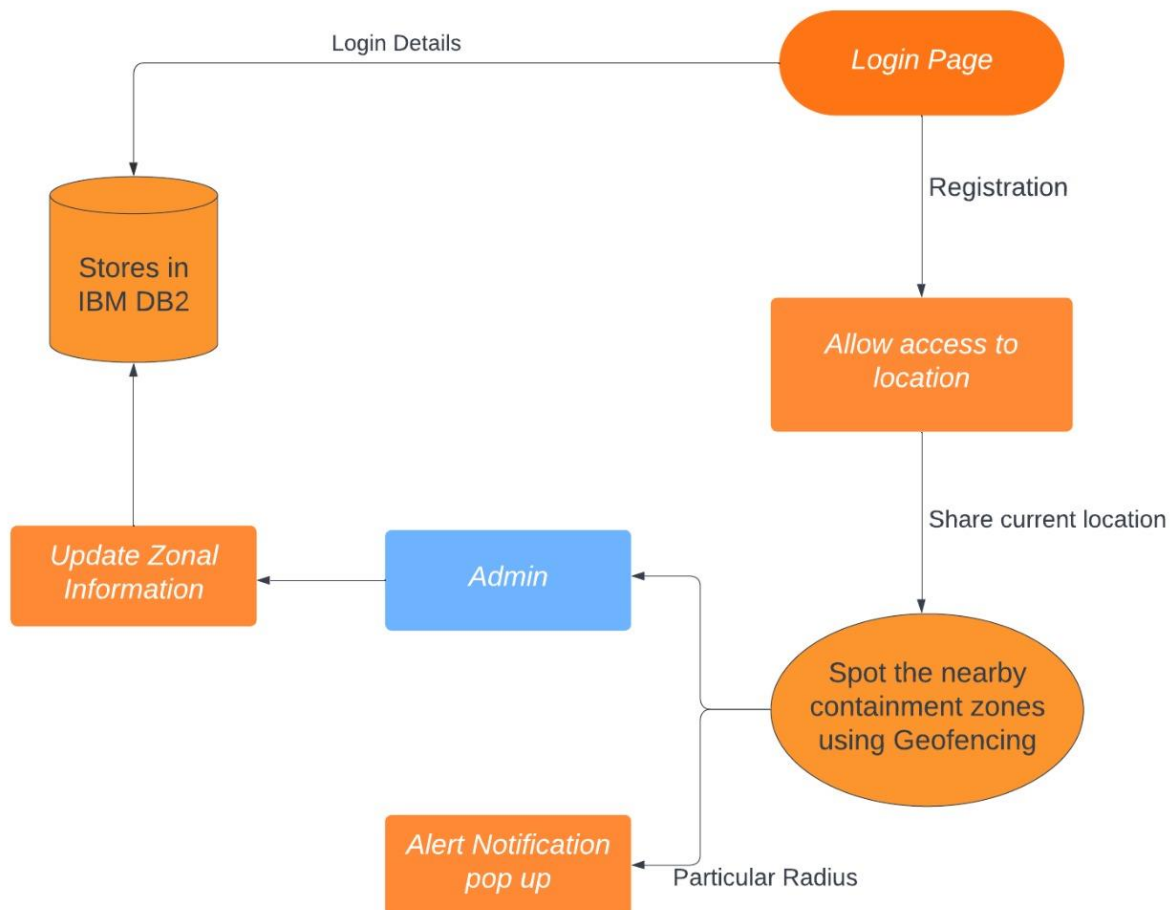 Login Details
Login Page
Registration
Stores in
IBM DB2
Allow access to
location
Share current location
Update Zonal
Information
Admin
Spot the nearby
containment zones
using Geofencing
Alert Notification
pop up
Particular Radius